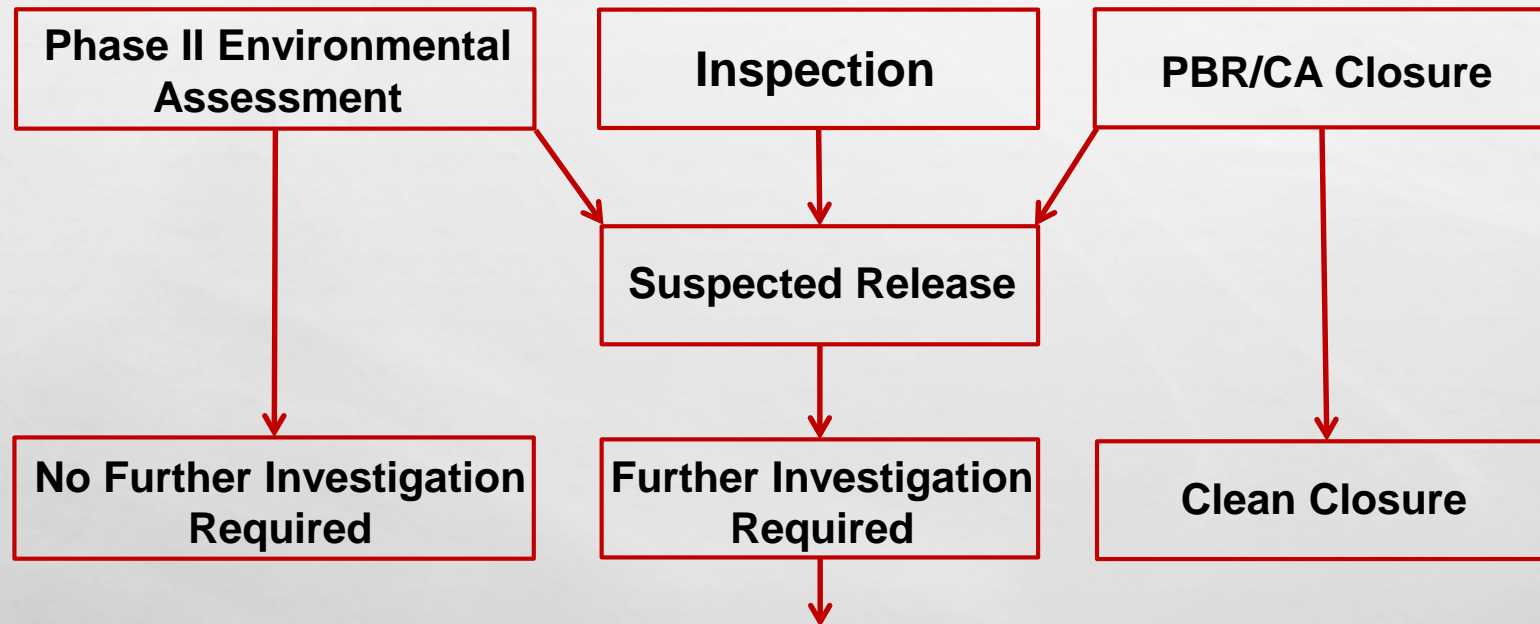 Phase II Environmental
Assessment
Inspection
PBR/CA Closure
Suspected Release
No Further Investigation
Required
Further Investigation
Required
Clean Closure